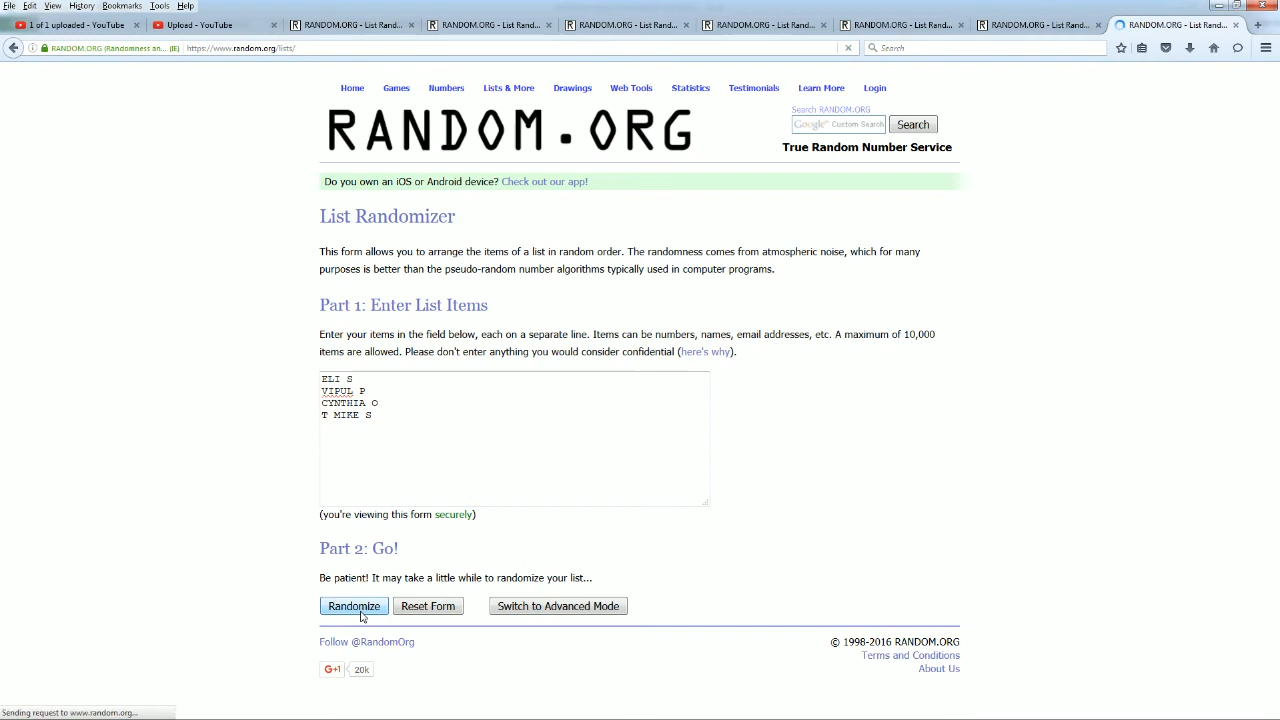 File Edit View History Bookmarks Tools Help
1 of 1 uploaded - YouTube × Upload - YouTube × RANDOM.ORG - List Rand... × RANDOM.ORG - List Rand... × RANDOM.ORG - List Rand... × RANDOM.ORG - List Rand... × RANDOM.ORG - List Rand... × RANDOM.ORG - List Rand... × RANDOM.ORG - List Rand... ×
RANDOM.ORG (Randomness an... (IE) https://www.random.org/lists/ Search
Home Games Numbers Lists & More Drawings Web Tools Statistics Testimonials Learn More Login
RANDOM.ORG
Search RANDOM.ORG
Google™ Custom Search Search
True Random Number Service
Do you own an iOS or Android device? Check out our app!
List Randomizer
This form allows you to arrange the items of a list in random order. The randomness comes from atmospheric noise, which for many
purposes is better than the pseudo-random number algorithms typically used in computer programs.
Part 1: Enter List Items
Enter your items in the field below, each on a separate line. Items can be numbers, names, email addresses, etc. A maximum of 10,000
items are allowed. Please don't enter anything you would consider confidential (here's why).
ELI S
VIPUL P
CYNTHIA O
T MIKE S
(you're viewing this form securely)
Part 2: Go!
Be patient! It may take a little while to randomize your list...
Randomize Reset Form Switch to Advanced Mode
Follow @RandomOrg © 1998-2016 RANDOM.ORG
Terms and Conditions
G+1 20k About Us
Sending request to www.random.org...